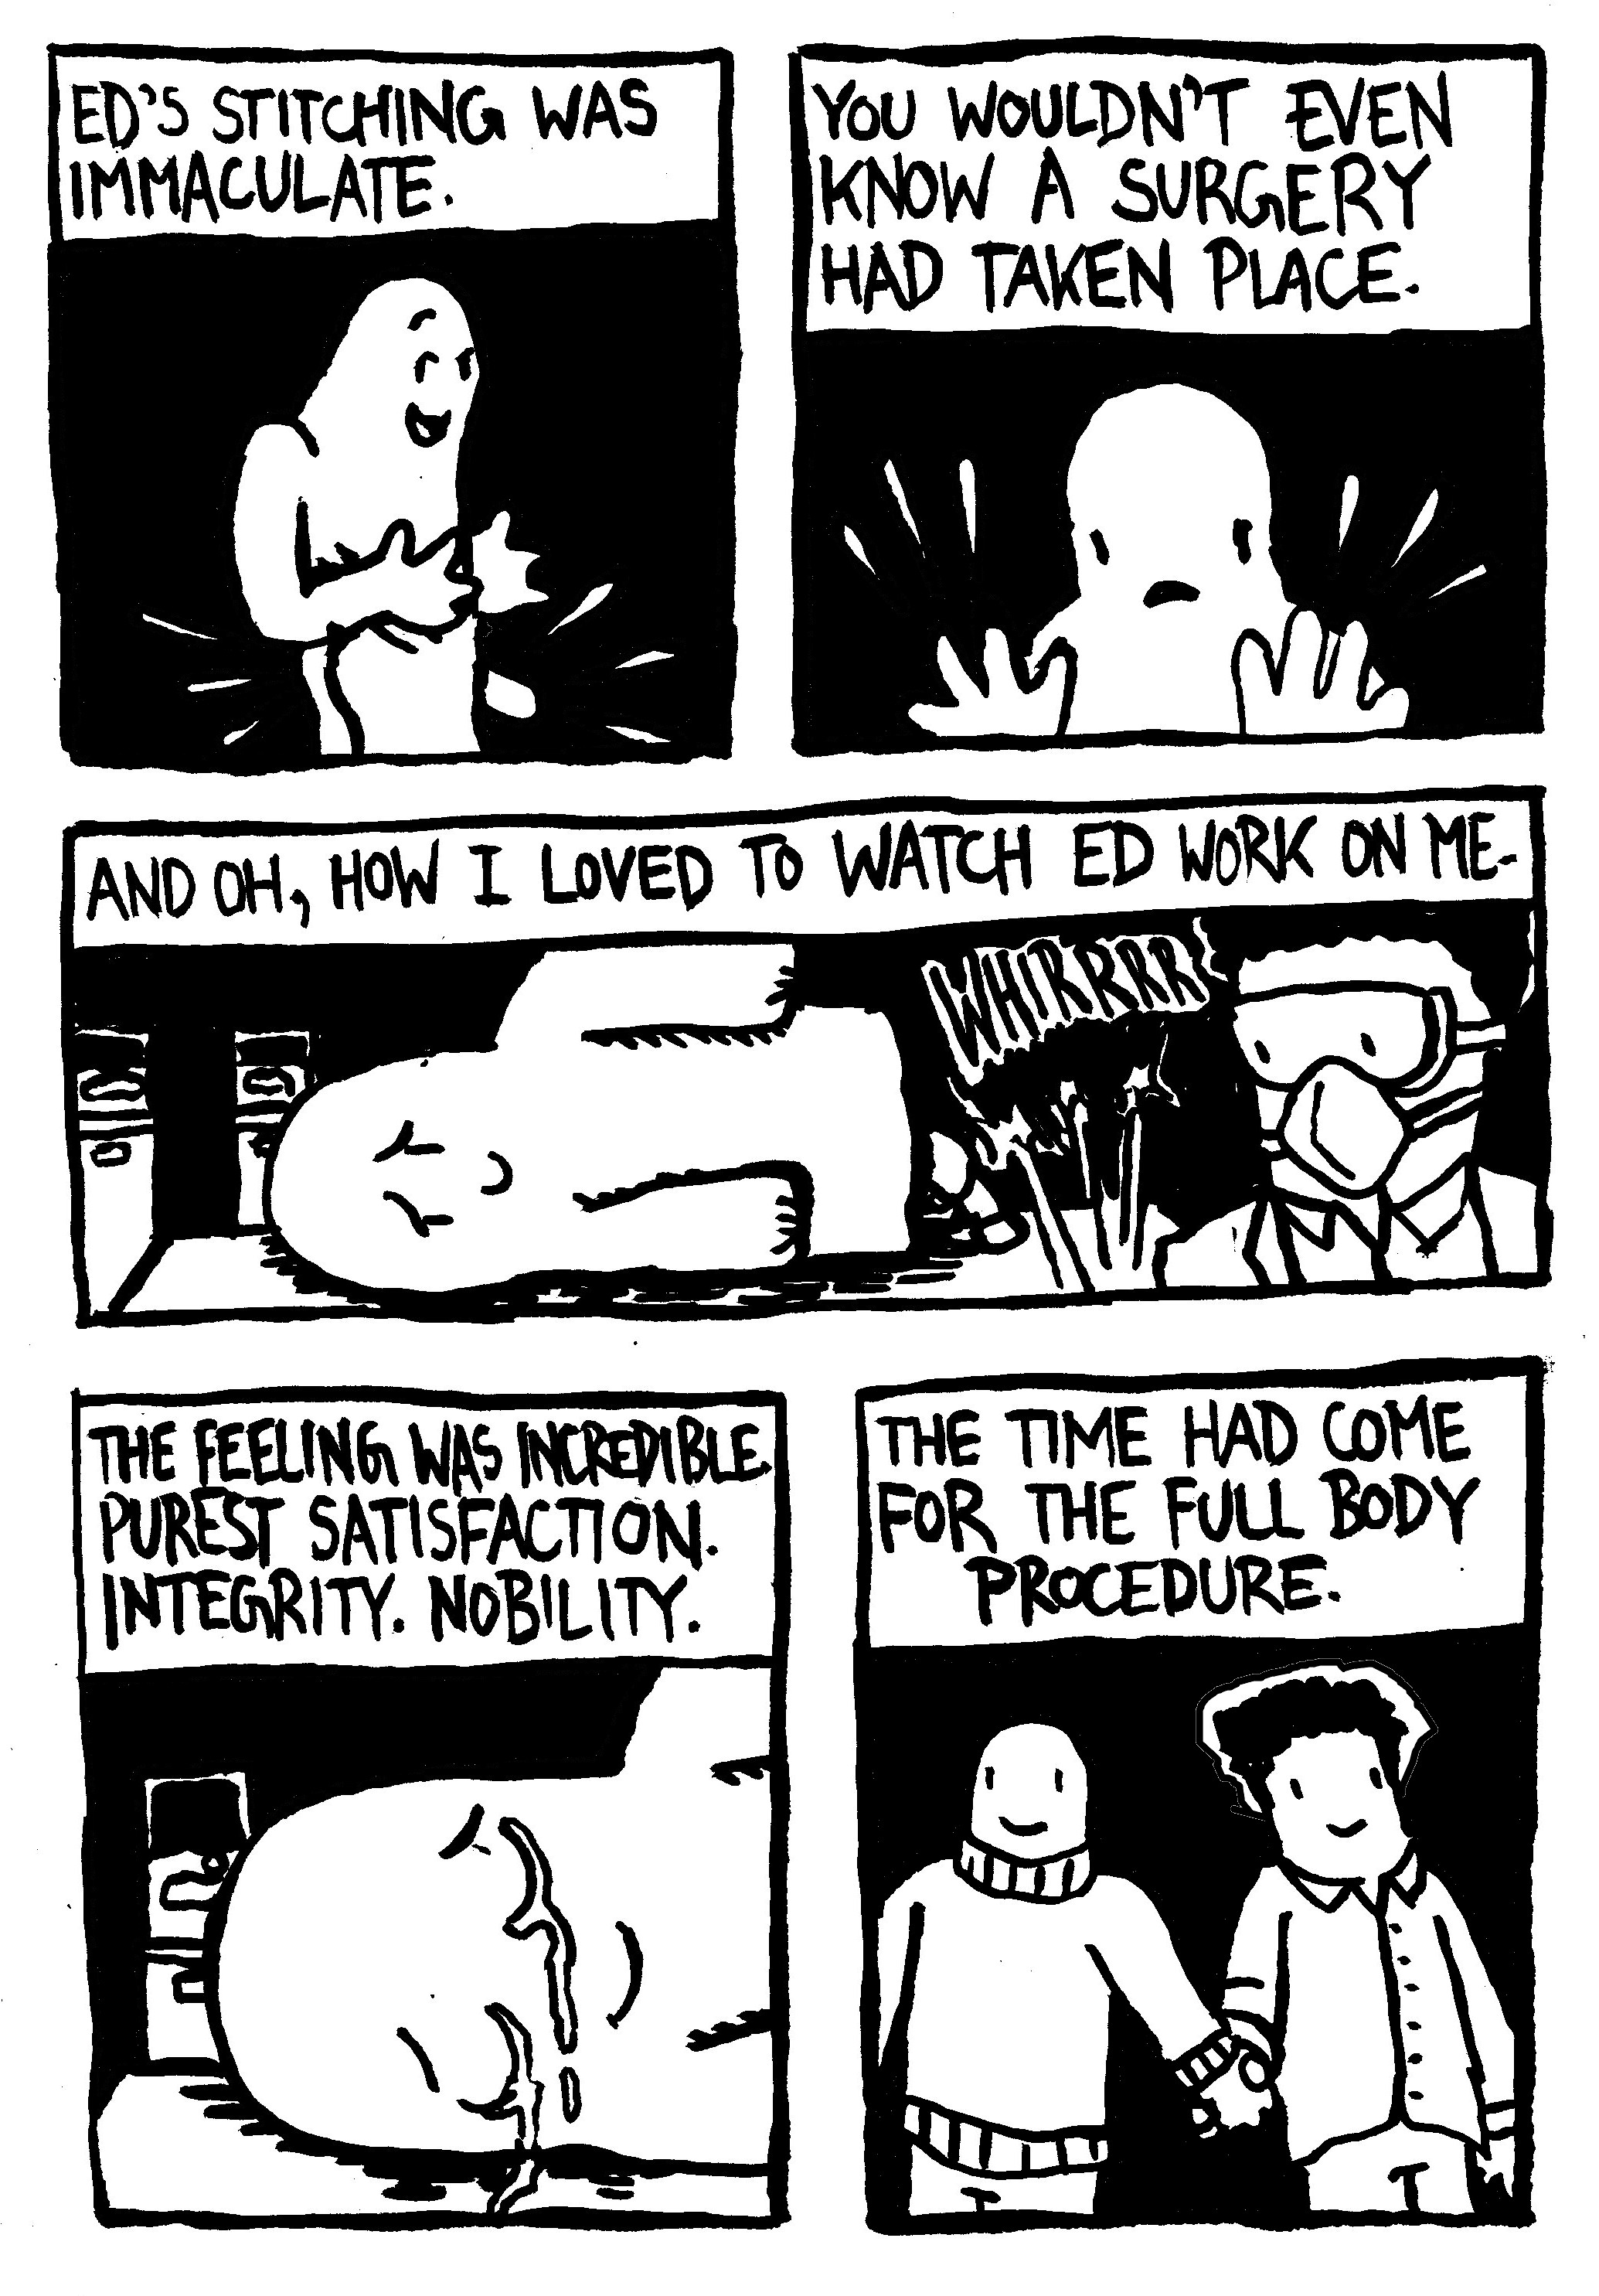 ED'S STITCHING WAS
IMMACULATE.
YOU WOULDN'T EVEN
KNOW A SURGERY
HAD TAKEN PLACE.
AND OH, HOW I LOVED TO WATCH ED WORK ON ME-
WHIRRRR
THE FEELING WAS INCREDIBLE.
PUREST SATISFACTION.
INTEGRITY. NOBILITY.
THE TIME HAD COME
FOR THE FULL BODY
PROCEDURE.